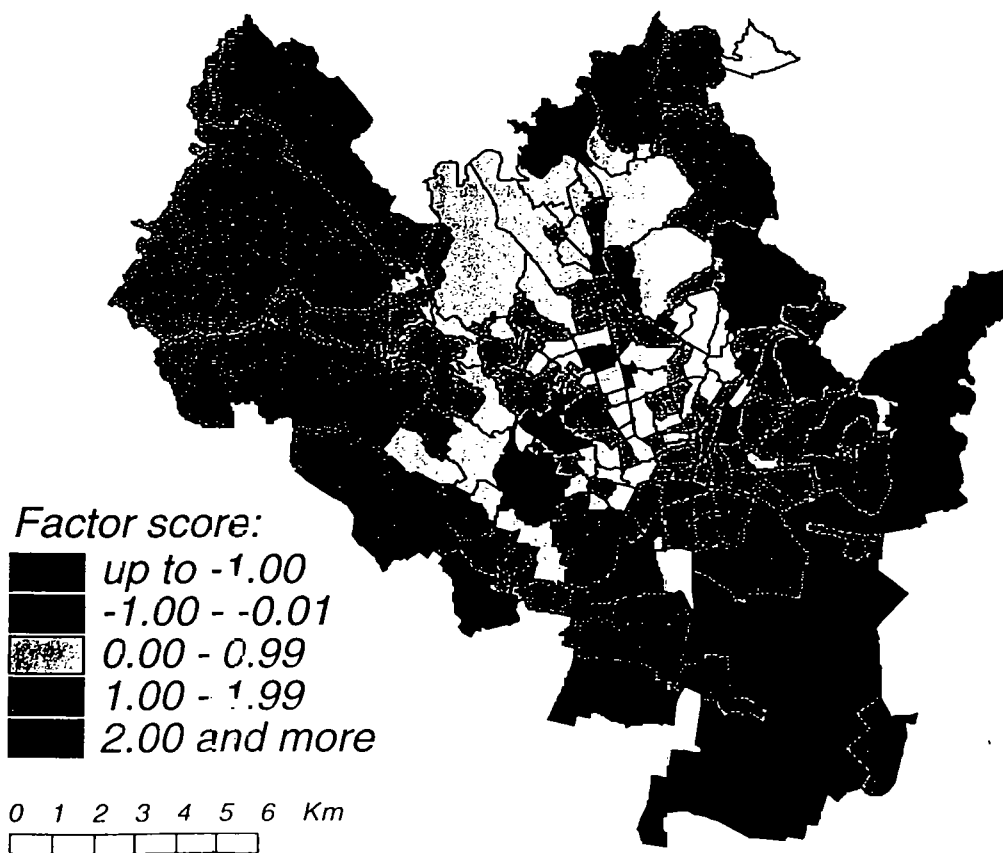 Factor score:
up to -1.00
-1.00 - -0.01
0.00 - 0.99
1.00 - 1.99
2.00 and more
0 1 2 3 4 5 6 Km